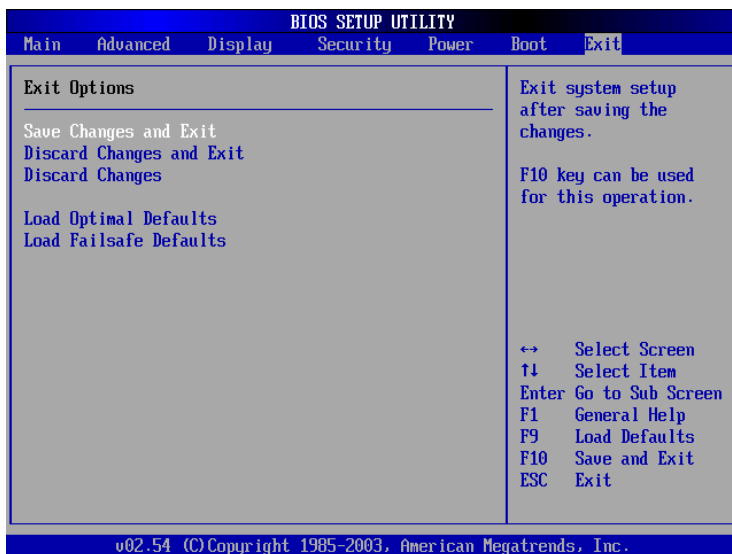 BIOS SETUP UTILITY
Main Advanced Display Security Power Boot Exit
Exit Options
Save Changes and Exit
Discard Changes and Exit
Discard Changes
Load Optimal Defaults
Load Failsafe Defaults
Exit system setup
after saving the
changes.
F10 key can be used
for this operation.
↔ Select Screen
↑↓ Select Item
Enter Go to Sub Screen
F1 General Help
F9 Load Defaults
F10 Save and Exit
ESC Exit
v02.54 (C)Copyright 1985-2003, American Megatrends, Inc.